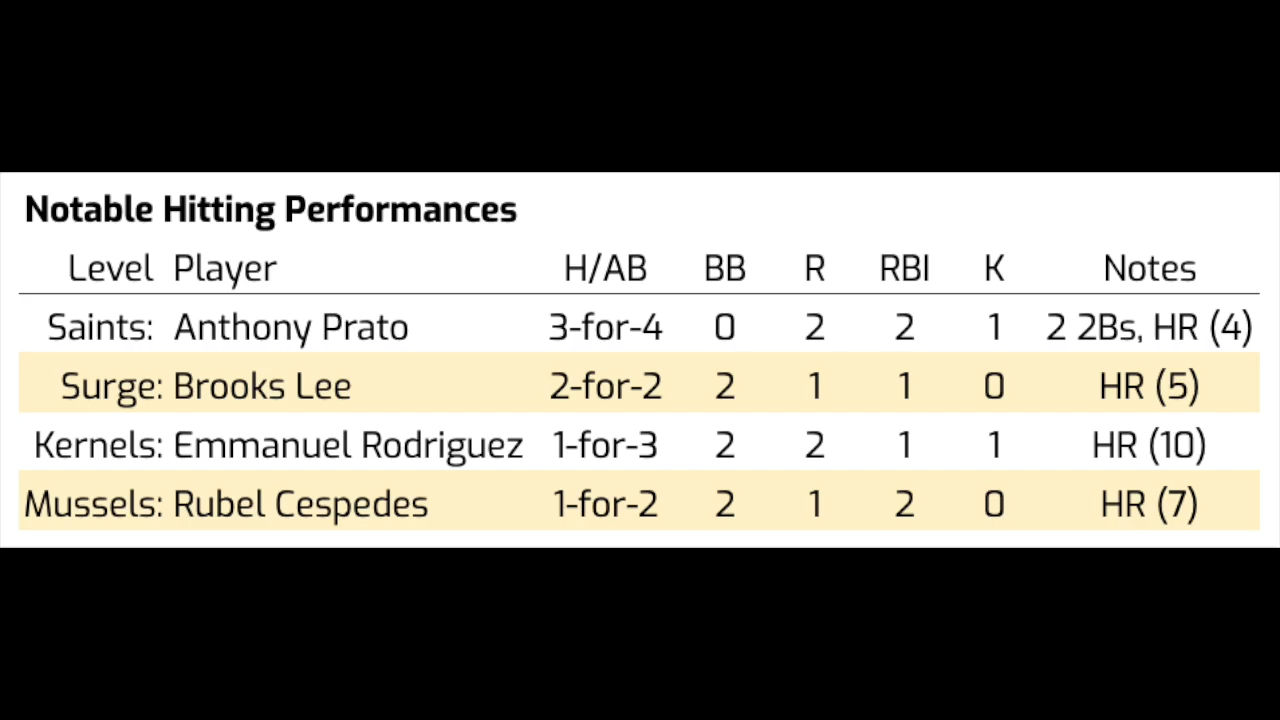 Notable Hitting Performances
Level Player H/AB BB R RBI K Notes
Saints: Anthony Prato 3-for-4 0 2 2 1 2 2Bs, HR (4)
Surge: Brooks Lee 2-for-2 2 1 1 0 HR (5)
Kernels: Emmanuel Rodriguez 1-for-3 2 2 1 1 HR (10)
Mussels: Rubel Cespedes 1-for-2 2 1 2 0 HR (7)